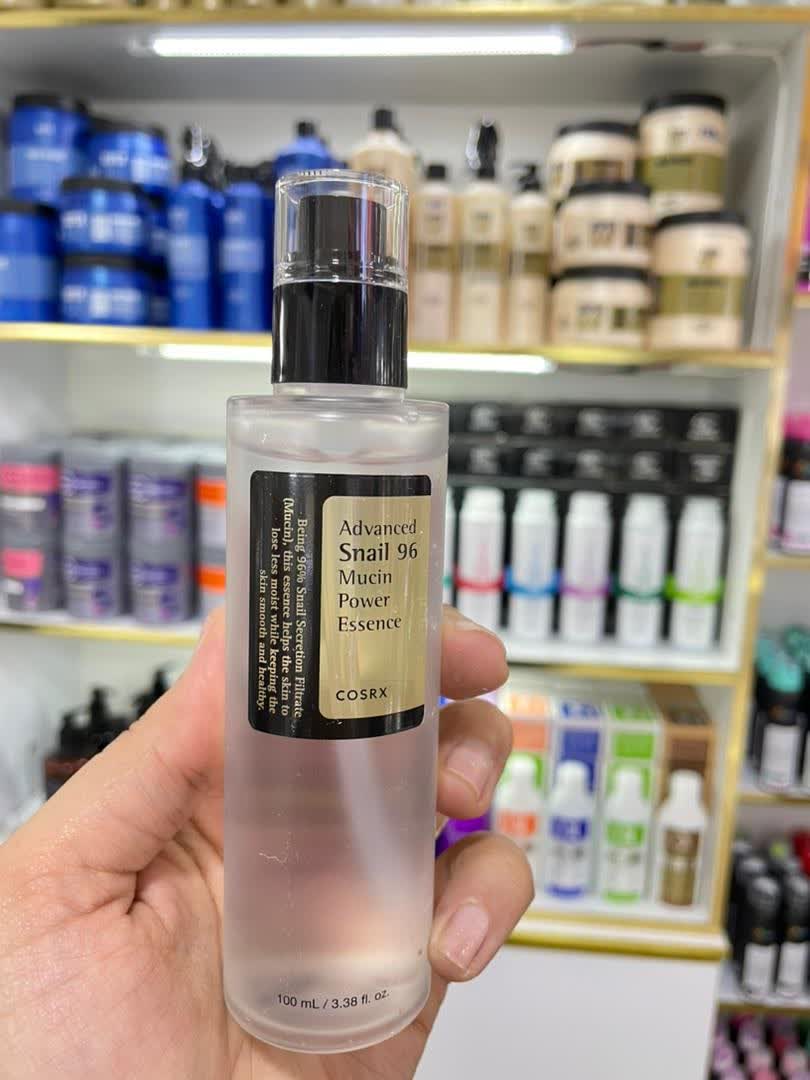 Advanced
Snail 96
Mucin
Power
Essence
COSRX
Being 96% Snail Secretion Filtrate
(Mucin), this essence helps the skin to
lose less moist while keeping the
skin smooth and healthy.
100 mL / 3.38 fl. oz.